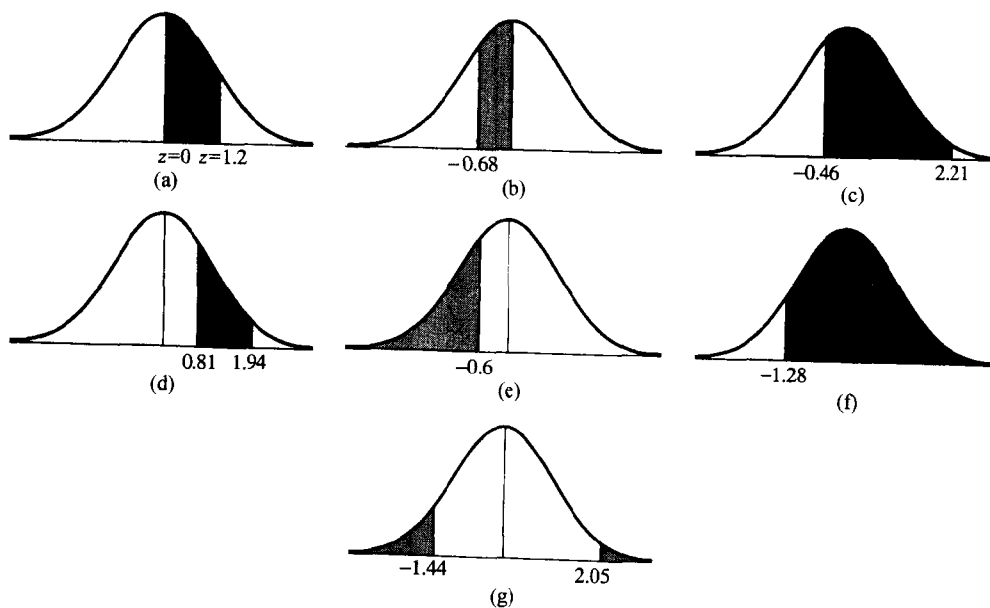 z=0 z=1.2
(a)
−0.68
(b)
−0.46 2.21
(c)
0.81 1.94
(d)
−0.6
(e)
−1.28
(f)
−1.44 2.05
(g)